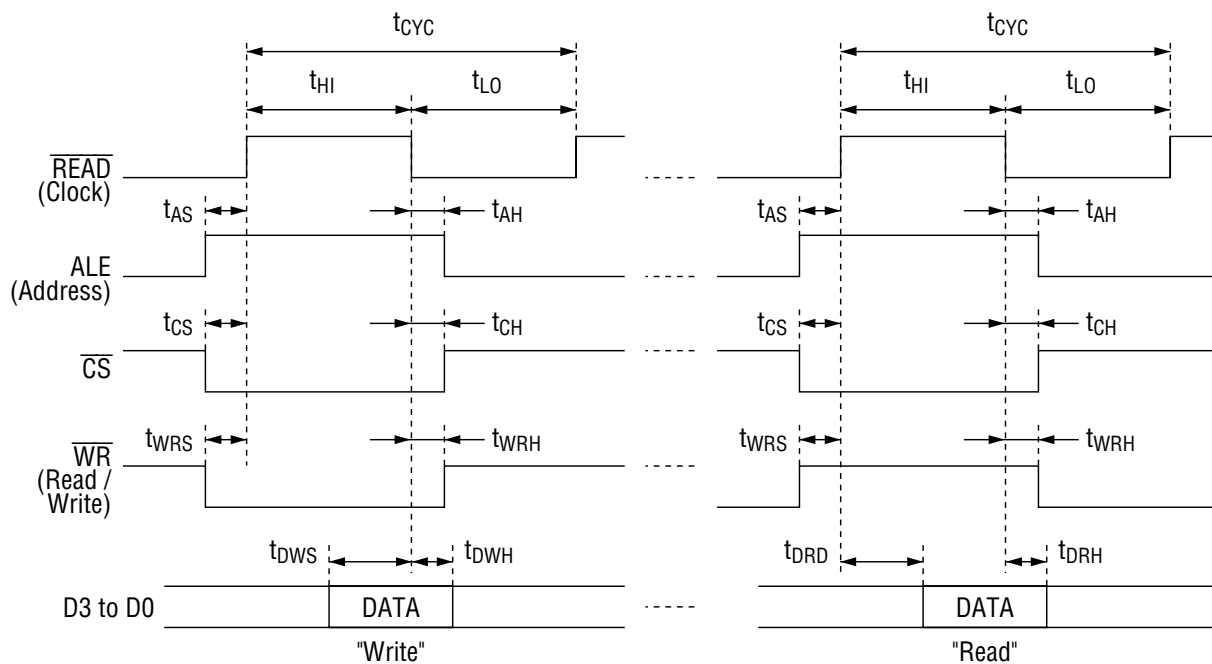 tCYC tCYC
tHI tLO tHI tLO
READ
(Clock)
tAS tAH tAS tAH
ALE
(Address)
tCS tCH tCS tCH
CS
tWRS tWRH tWRS tWRH
WR
(Read /
Write)
tDWS tDWH tDRD tDRH
D3 to D0 DATA DATA
"Write" "Read"